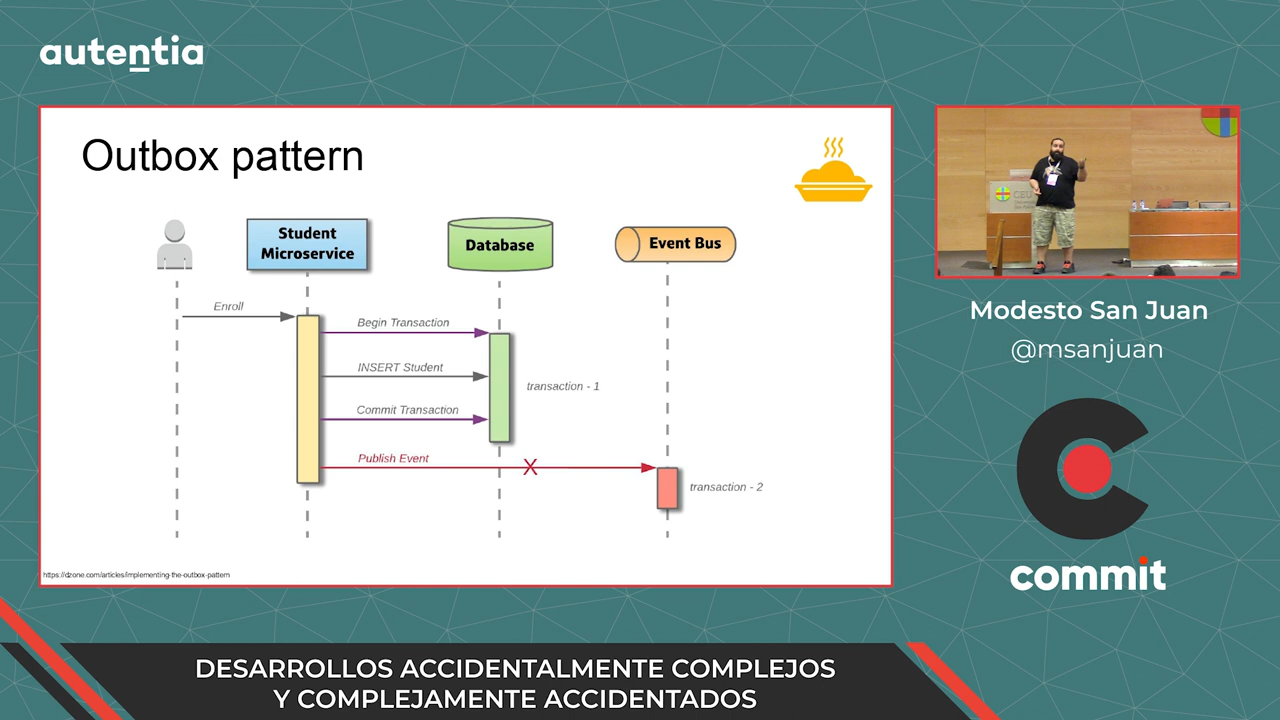 autentia
Outbox pattern
Student
Microservice
Database
Event Bus
Enroll
Begin Transaction
INSERT Student
transaction - 1
Commit Transaction
Publish Event
X
transaction - 2
https://dzone.com/articles/implementing-the-outbox-pattern
Modesto San Juan
@msanjuan
commit
DESARROLLOS ACCIDENTALMENTE COMPLEJOS
Y COMPLEJAMENTE ACCIDENTADOS